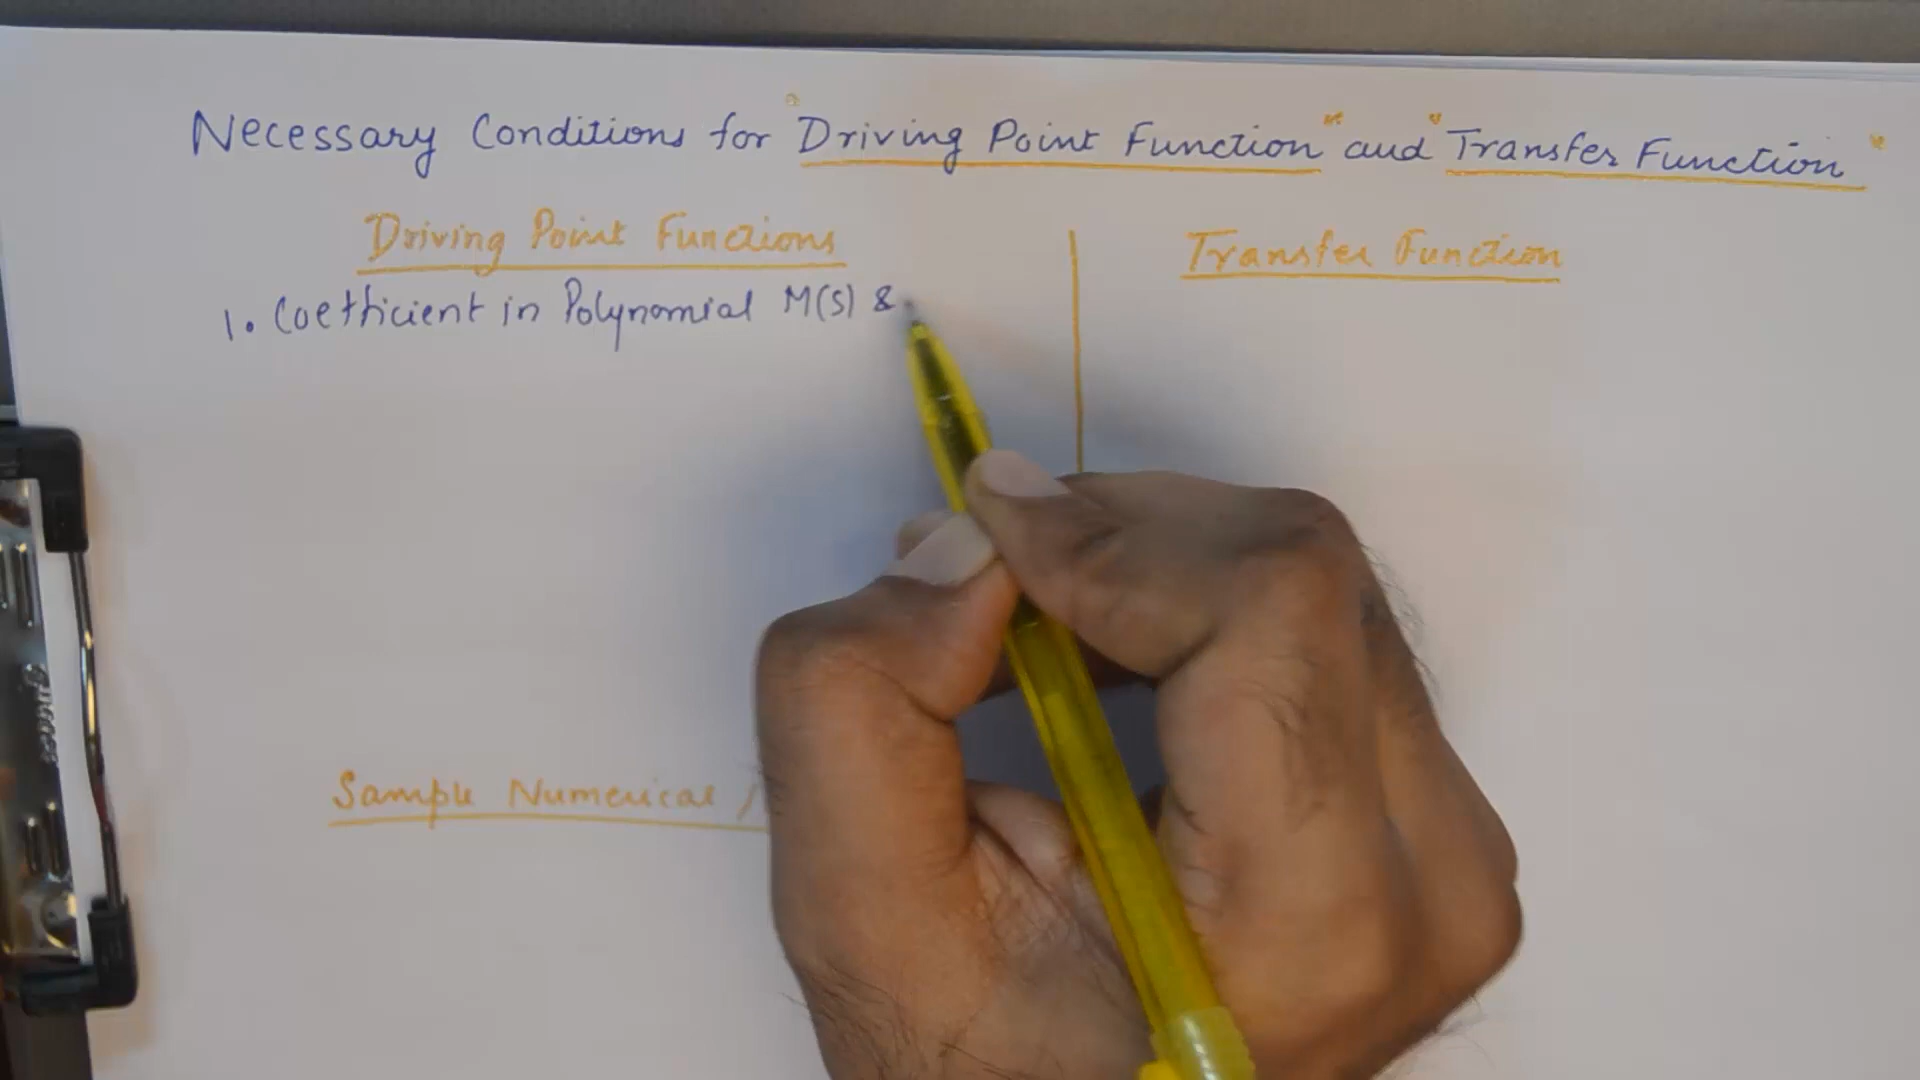 Necessary Conditions for "Driving Point Function" and "Transfer Function"
Driving Point Functions
Transfer Function
1. Coefficient in Polynomial M(S) &
Sample Numerical